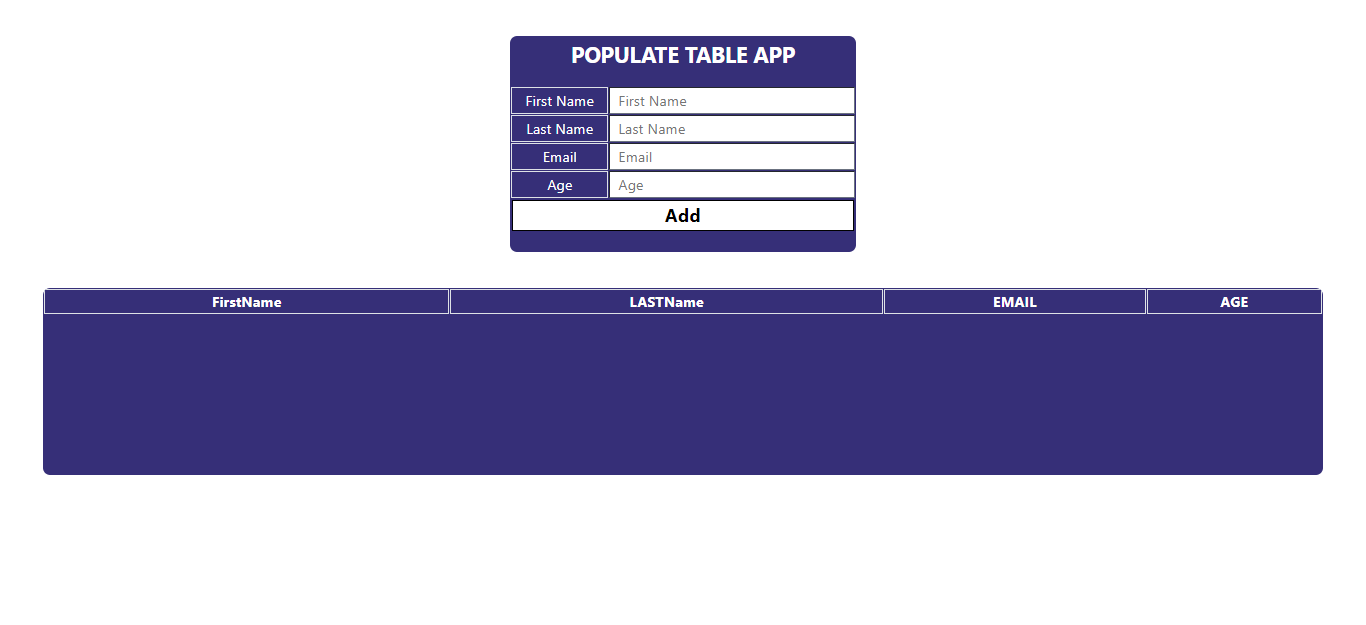 POPULATE TABLE APP
First Name First Name
Last Name Last Name
Email Email
Age Age
Add
FirstName LASTName EMAIL AGE